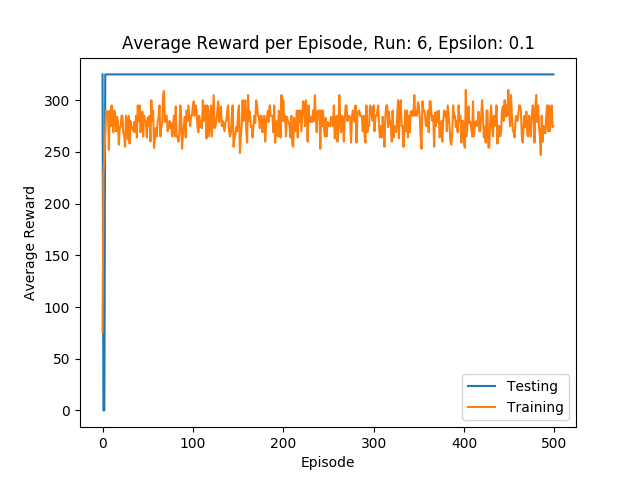 Average Reward per Episode, Run: 6, Epsilon: 0.1
Average Reward
300
250
200
150
100
50
0
0 100 200 300 400 500
Episode
Testing
Training